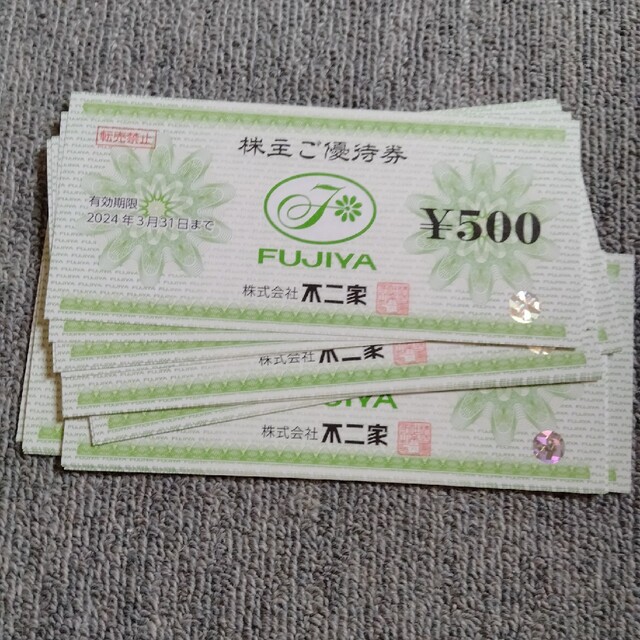 転売禁止
株主ご優待券
有効期限
2024年3月31日まで
F
FUJIYA
¥500
株式会社 不二家
株式会社 不二家
FUJIYA
株式会社 不二家